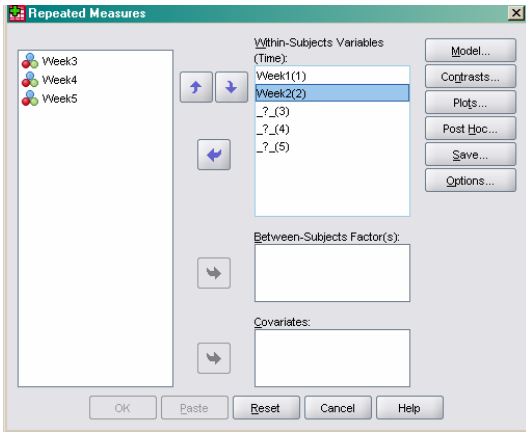 Repeated Measures
Week3
Week4
Week5
Within-Subjects Variables
(Time):
Week1(1)
Week2(2)
_?_(3)
_?_(4)
_?_(5)
Model...
Contrasts...
Plots...
Post Hoc...
Save...
Options...
Between-Subjects Factor(s):
Covariates:
OK
Paste
Reset
Cancel
Help